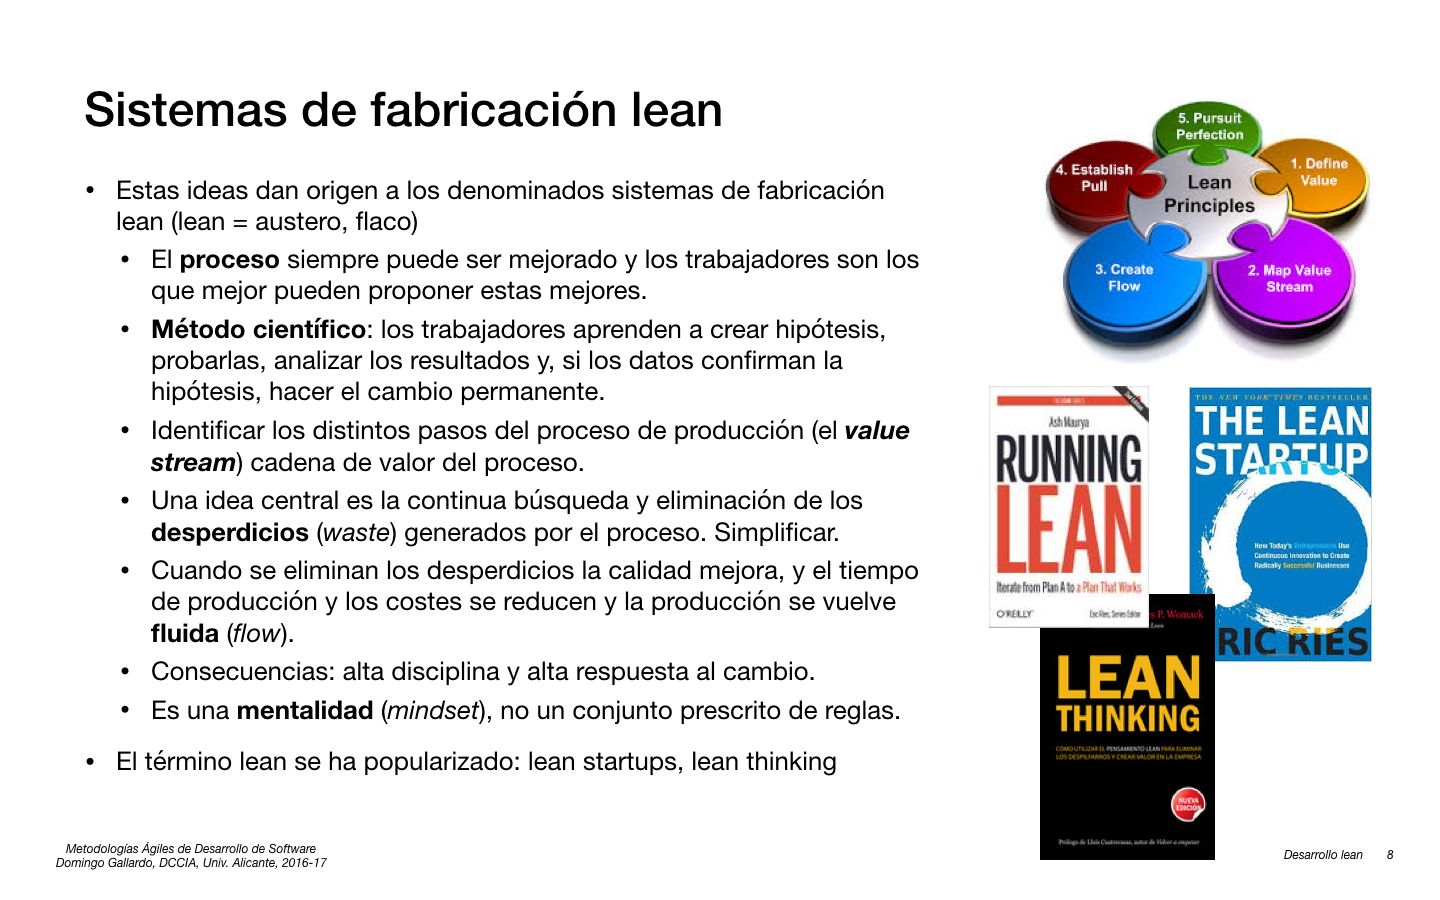 Sistemas de fabricación lean
• Estas ideas dan origen a los denominados sistemas de fabricación
lean (lean = austero, flaco)
• El proceso siempre puede ser mejorado y los trabajadores son los
que mejor pueden proponer estas mejores.
• Método científico: los trabajadores aprenden a crear hipótesis,
probarlas, analizar los resultados y, si los datos confirman la
hipótesis, hacer el cambio permanente.
• Identificar los distintos pasos del proceso de producción (el value
stream) cadena de valor del proceso.
• Una idea central es la continua búsqueda y eliminación de los
desperdicios (waste) generados por el proceso. Simplificar.
• Cuando se eliminan los desperdicios la calidad mejora, y el tiempo
de producción y los costes se reducen y la producción se vuelve
fluida (flow).
• Consecuencias: alta disciplina y alta respuesta al cambio.
• Es una mentalidad (mindset), no un conjunto prescrito de reglas.
• El término lean se ha popularizado: lean startups, lean thinking
5. Pursuit
Perfection
4. Establish
Pull
1. Define
Value
Lean
Principles
3. Create
Flow
2. Map Value
Stream
2nd Edition
Ash Maurya
RUNNING
LEAN
Iterate from Plan A to a Plan That Works
O'REILLY
Eric Ries, Series Editor
THE NEW YORK TIMES BESTSELLER
THE LEAN
STARTUP
How Today's Entrepreneurs Use
Continuous Innovation to Create
Radically Successful Businesses
RIC RIES
s P. Womack
LEAN
THINKING
CÓMO UTILIZAR EL PENSAMIENTO LEAN PARA ELIMINAR
LOS DESPILFARROS Y CREAR VALOR EN LA EMPRESA
NUEVA
EDICIÓN
Prólogo de Lluís Cuatrecasas, autor de Volver a empezar
Metodologías Ágiles de Desarrollo de Software
Domingo Gallardo, DCCIA, Univ. Alicante, 2016-17
Desarrollo lean 8